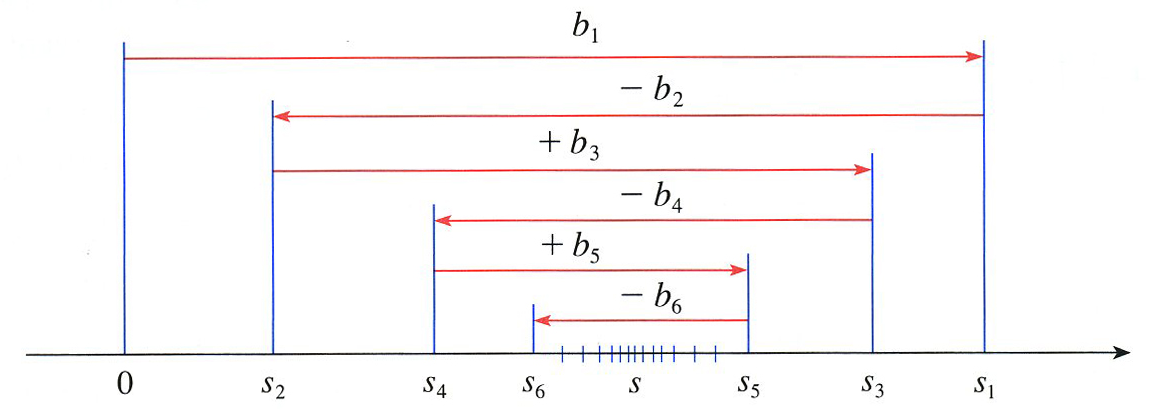 b₁
− b₂
+ b₃
− b₄
+ b₅
− b₆
0 s₂ s₄ s₆ s s₅ s₃ s₁